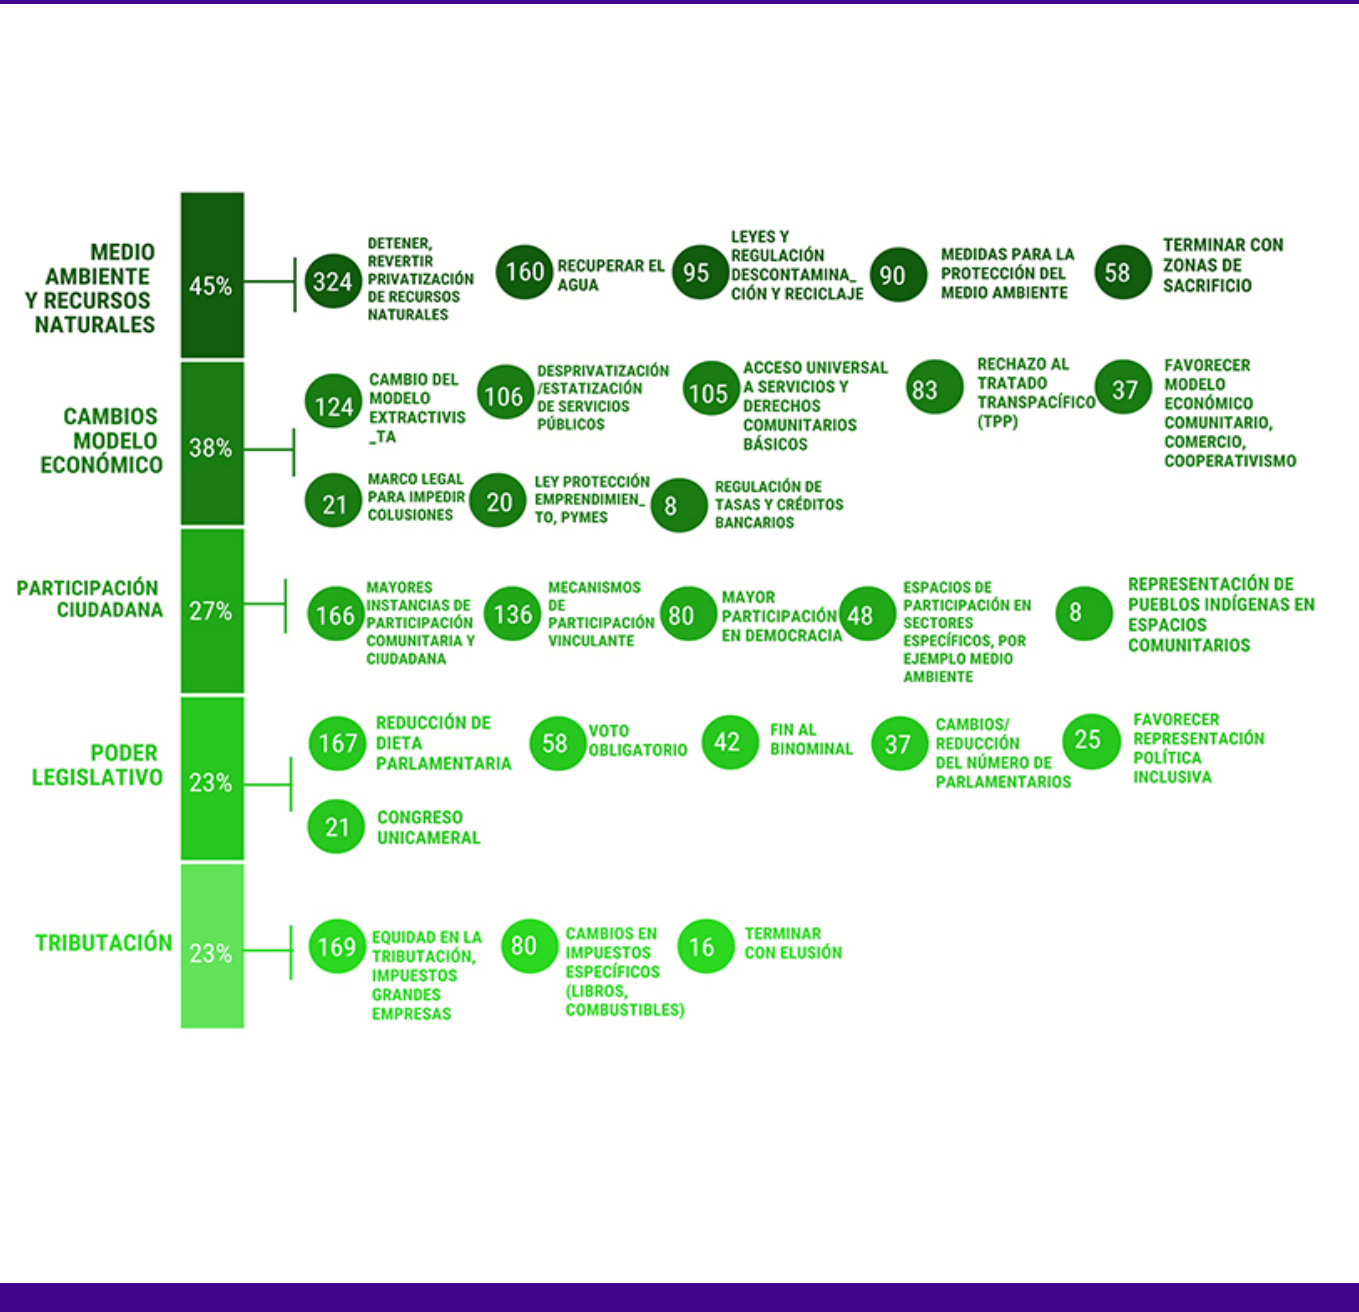 MEDIO
AMBIENTE
Y RECURSOS
NATURALES
45%
324
DETENER,
REVERTIR
PRIVATIZACIÓN
DE RECURSOS
NATURALES
160
RECUPERAR EL
AGUA
95
LEYES Y
REGULACIÓN
DESCONTAMINA_
CIÓN Y RECICLAJE
90
MEDIDAS PARA LA
PROTECCIÓN DEL
MEDIO AMBIENTE
58
TERMINAR CON
ZONAS DE
SACRIFICIO
CAMBIOS
MODELO
ECONÓMICO
38%
124
CAMBIO DEL
MODELO
EXTRACTIVIS
_TA
106
DESPRIVATIZACIÓN
/ESTATIZACIÓN
DE SERVICIOS
PÚBLICOS
105
ACCESO UNIVERSAL
A SERVICIOS Y
DERECHOS
COMUNITARIOS
BÁSICOS
83
RECHAZO AL
TRATADO
TRANSPACÍFICO
(TPP)
37
FAVORECER
MODELO
ECONÓMICO
COMUNITARIO,
COMERCIO,
COOPERATIVISMO
21
MARCO LEGAL
PARA IMPEDIR
COLUSIONES
20
LEY PROTECCIÓN
EMPRENDIMIEN_
TO, PYMES
8
REGULACIÓN DE
TASAS Y CRÉDITOS
BANCARIOS
PARTICIPACIÓN
CIUDADANA
27%
166
MAYORES
INSTANCIAS DE
PARTICIPACIÓN
COMUNITARIA Y
CIUDADANA
136
MECANISMOS
DE
PARTICIPACIÓN
VINCULANTE
80
MAYOR
PARTICIPACIÓN
EN DEMOCRACIA
48
ESPACIOS DE
PARTICIPACIÓN EN
SECTORES
ESPECÍFICOS, POR
EJEMPLO MEDIO
AMBIENTE
8
REPRESENTACIÓN DE
PUEBLOS INDÍGENAS EN
ESPACIOS
COMUNITARIOS
PODER
LEGISLATIVO
23%
167
REDUCCIÓN DE
DIETA
PARLAMENTARIA
58
VOTO
OBLIGATORIO
42
FIN AL
BINOMINAL
37
CAMBIOS/
REDUCCIÓN
DEL NÚMERO DE
PARLAMENTARIOS
25
FAVORECER
REPRESENTACIÓN
POLÍTICA
INCLUSIVA
21
CONGRESO
UNICAMERAL
TRIBUTACIÓN
23%
169
EQUIDAD EN LA
TRIBUTACIÓN,
IMPUESTOS
GRANDES
EMPRESAS
80
CAMBIOS EN
IMPUESTOS
ESPECÍFICOS
(LIBROS,
COMBUSTIBLES)
16
TERMINAR
CON ELUSIÓN